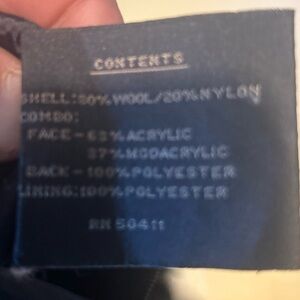 CONTENTS
SHELL:80% WOOL/20% NYLON
COMBO:
FACE-63% ACRYLIC
37% MODACRYLIC
BACK-100% POLYESTER
LINING:100% POLYESTER
RN 50411